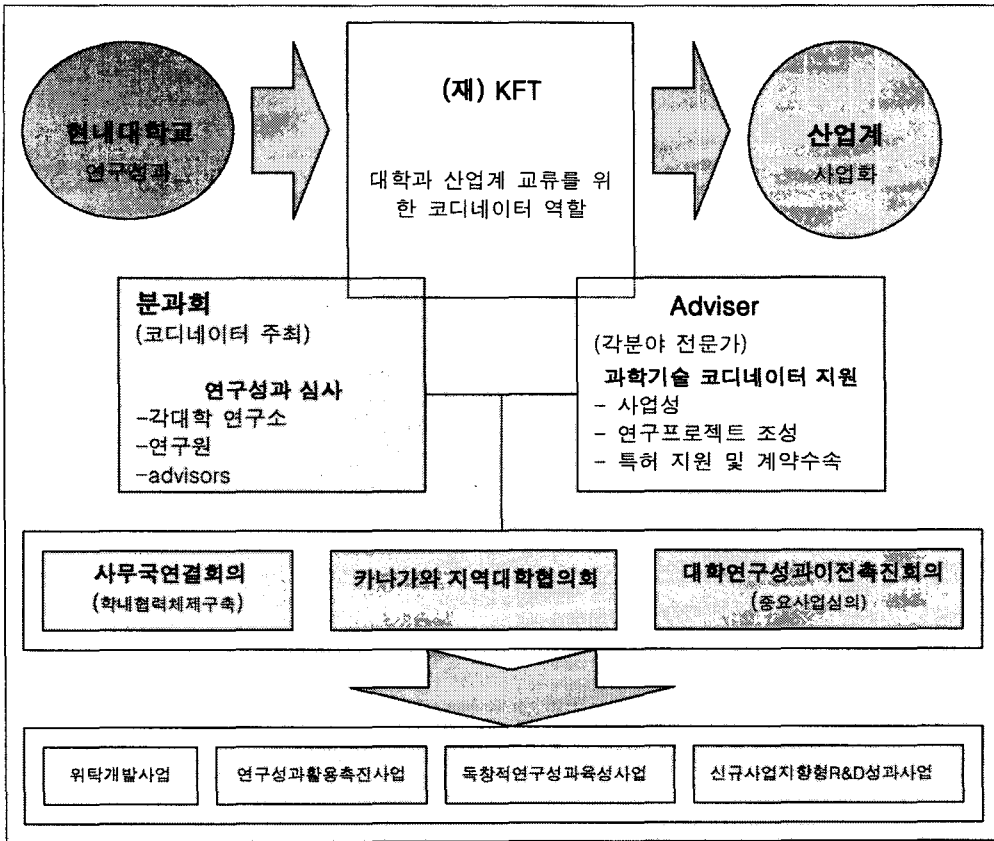 현내대학교
연구성과
(재) KFT
대학과 산업계 교류를 위
한 코디네이터 역할
산업계
사업화
분과회
(코디네이터 주최)
연구성과 심사
-각대학 연구소
-연구원
-advisors
Adviser
(각분야 전문가)
과학기술 코디네이터 지원
- 사업성
- 연구프로젝트 조성
- 특허 지원 및 계약수속
사무국연결회의
(학내협력체제구축)
카나가와 지역대학협의회
대학연구성과이전촉진회의
(중요사업심의)
위탁개발사업
연구성과활용촉진사업
독창적연구성과육성사업
신규사업지향형R&D성과사업